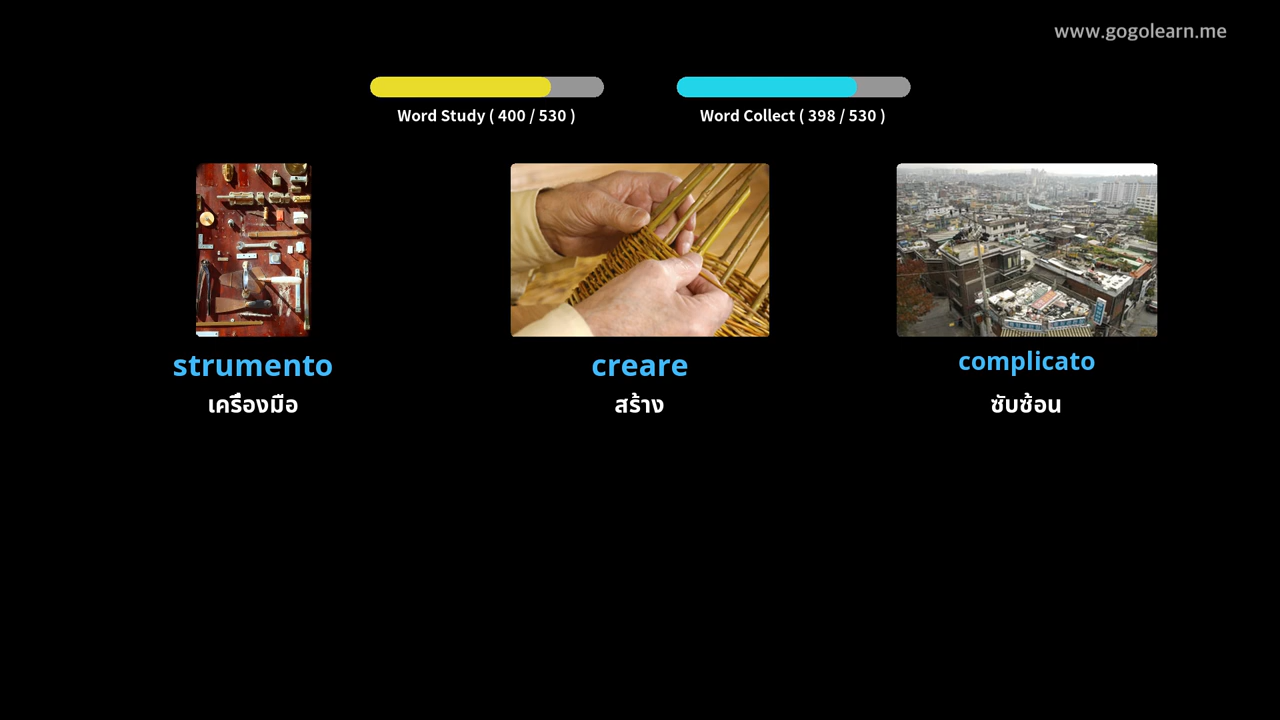 www.gogolearn.me
Word Study ( 400 / 530 )
Word Collect ( 398 / 530 )
strumento
เครื่องมือ
creare
สร้าง
complicato
ซับซ้อน